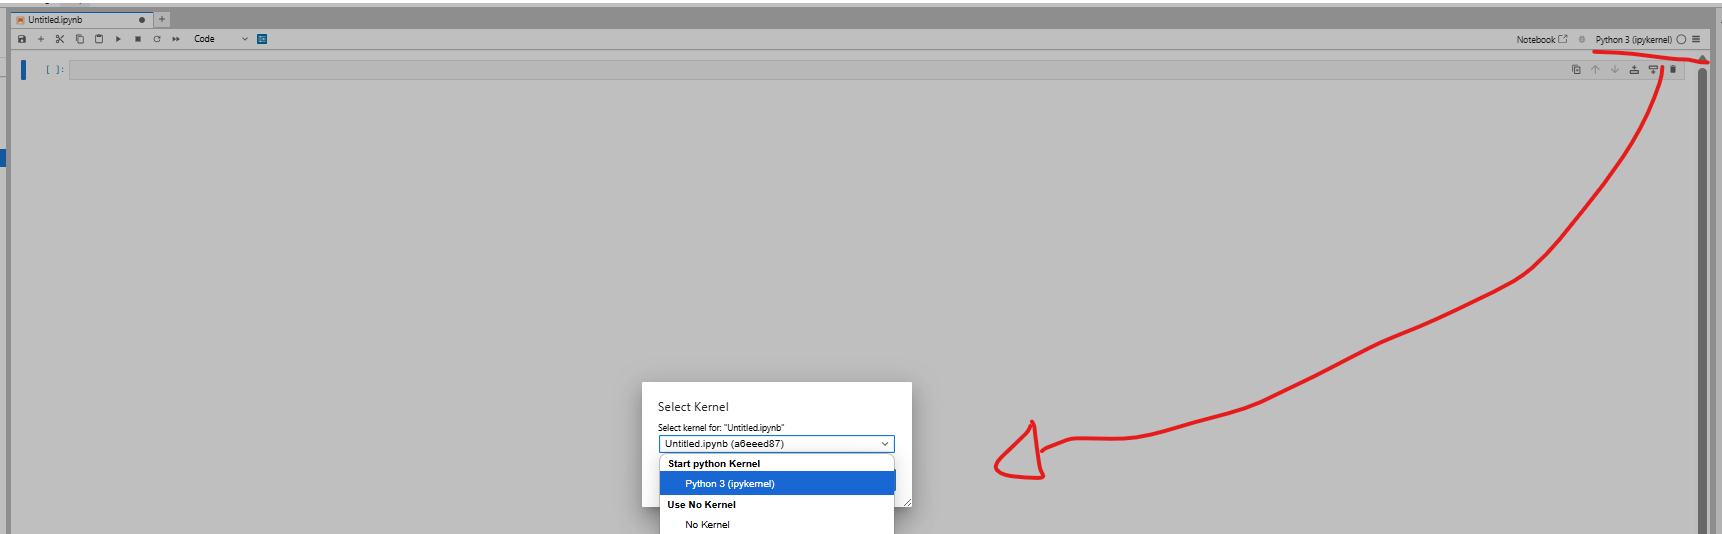 Untitled.ipynb
Code
Notebook
Python 3 (ipykernel)
[ ]:
Select Kernel
Select kernel for: "Untitled.ipynb"
Untitled.ipynb (a6eeed87)
Start python Kernel
Python 3 (ipykernel)
Use No Kernel
No Kernel